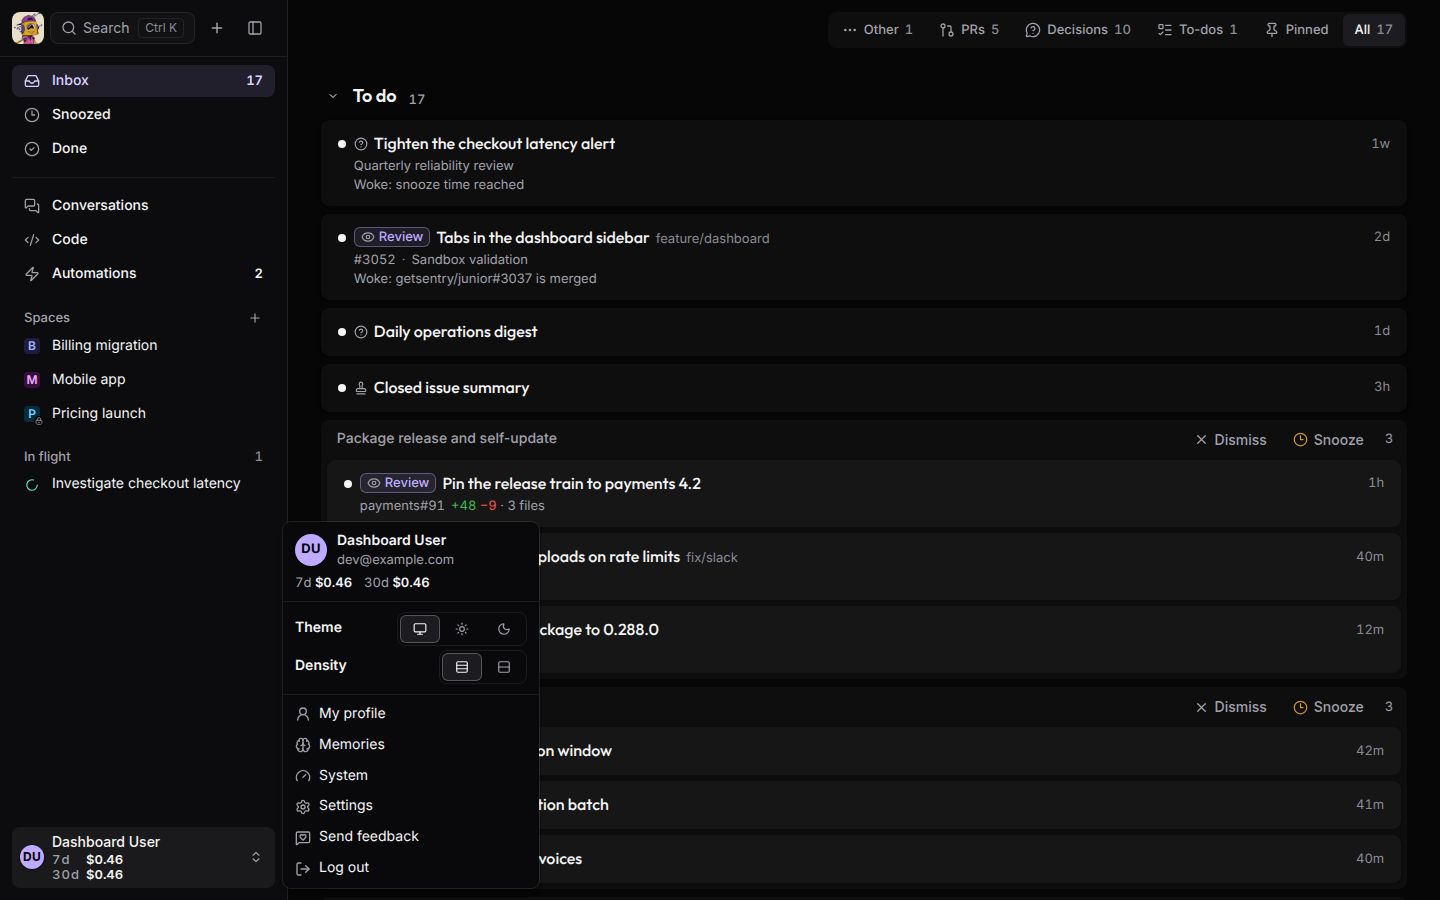 Search Ctrl K
Inbox 17
Snoozed
Done
Conversations
Code
Automations 2
Spaces
B Billing migration
M Mobile app
P Pricing launch
In flight 1
Investigate checkout latency
DU Dashboard User
7d $0.46
30d $0.46
Other 1 PRs 5 Decisions 10 To-dos 1 Pinned All 17
To do 17
Tighten the checkout latency alert 1w
Quarterly reliability review
Woke: snooze time reached
Review Tabs in the dashboard sidebar feature/dashboard 2d
#3052 · Sandbox validation
Woke: getsentry/junior#3037 is merged
Daily operations digest 1d
Closed issue summary 3h
Package release and self-update Dismiss Snooze 3
Review Pin the release train to payments 4.2 1h
payments#91 +48 −9 · 3 files
ploads on rate limits fix/slack 40m
ckage to 0.288.0 12m
Dismiss Snooze 3
on window 42m
tion batch 41m
voices 40m
DU Dashboard User
dev@example.com
7d $0.46 30d $0.46
Theme
Density
My profile
Memories
System
Settings
Send feedback
Log out